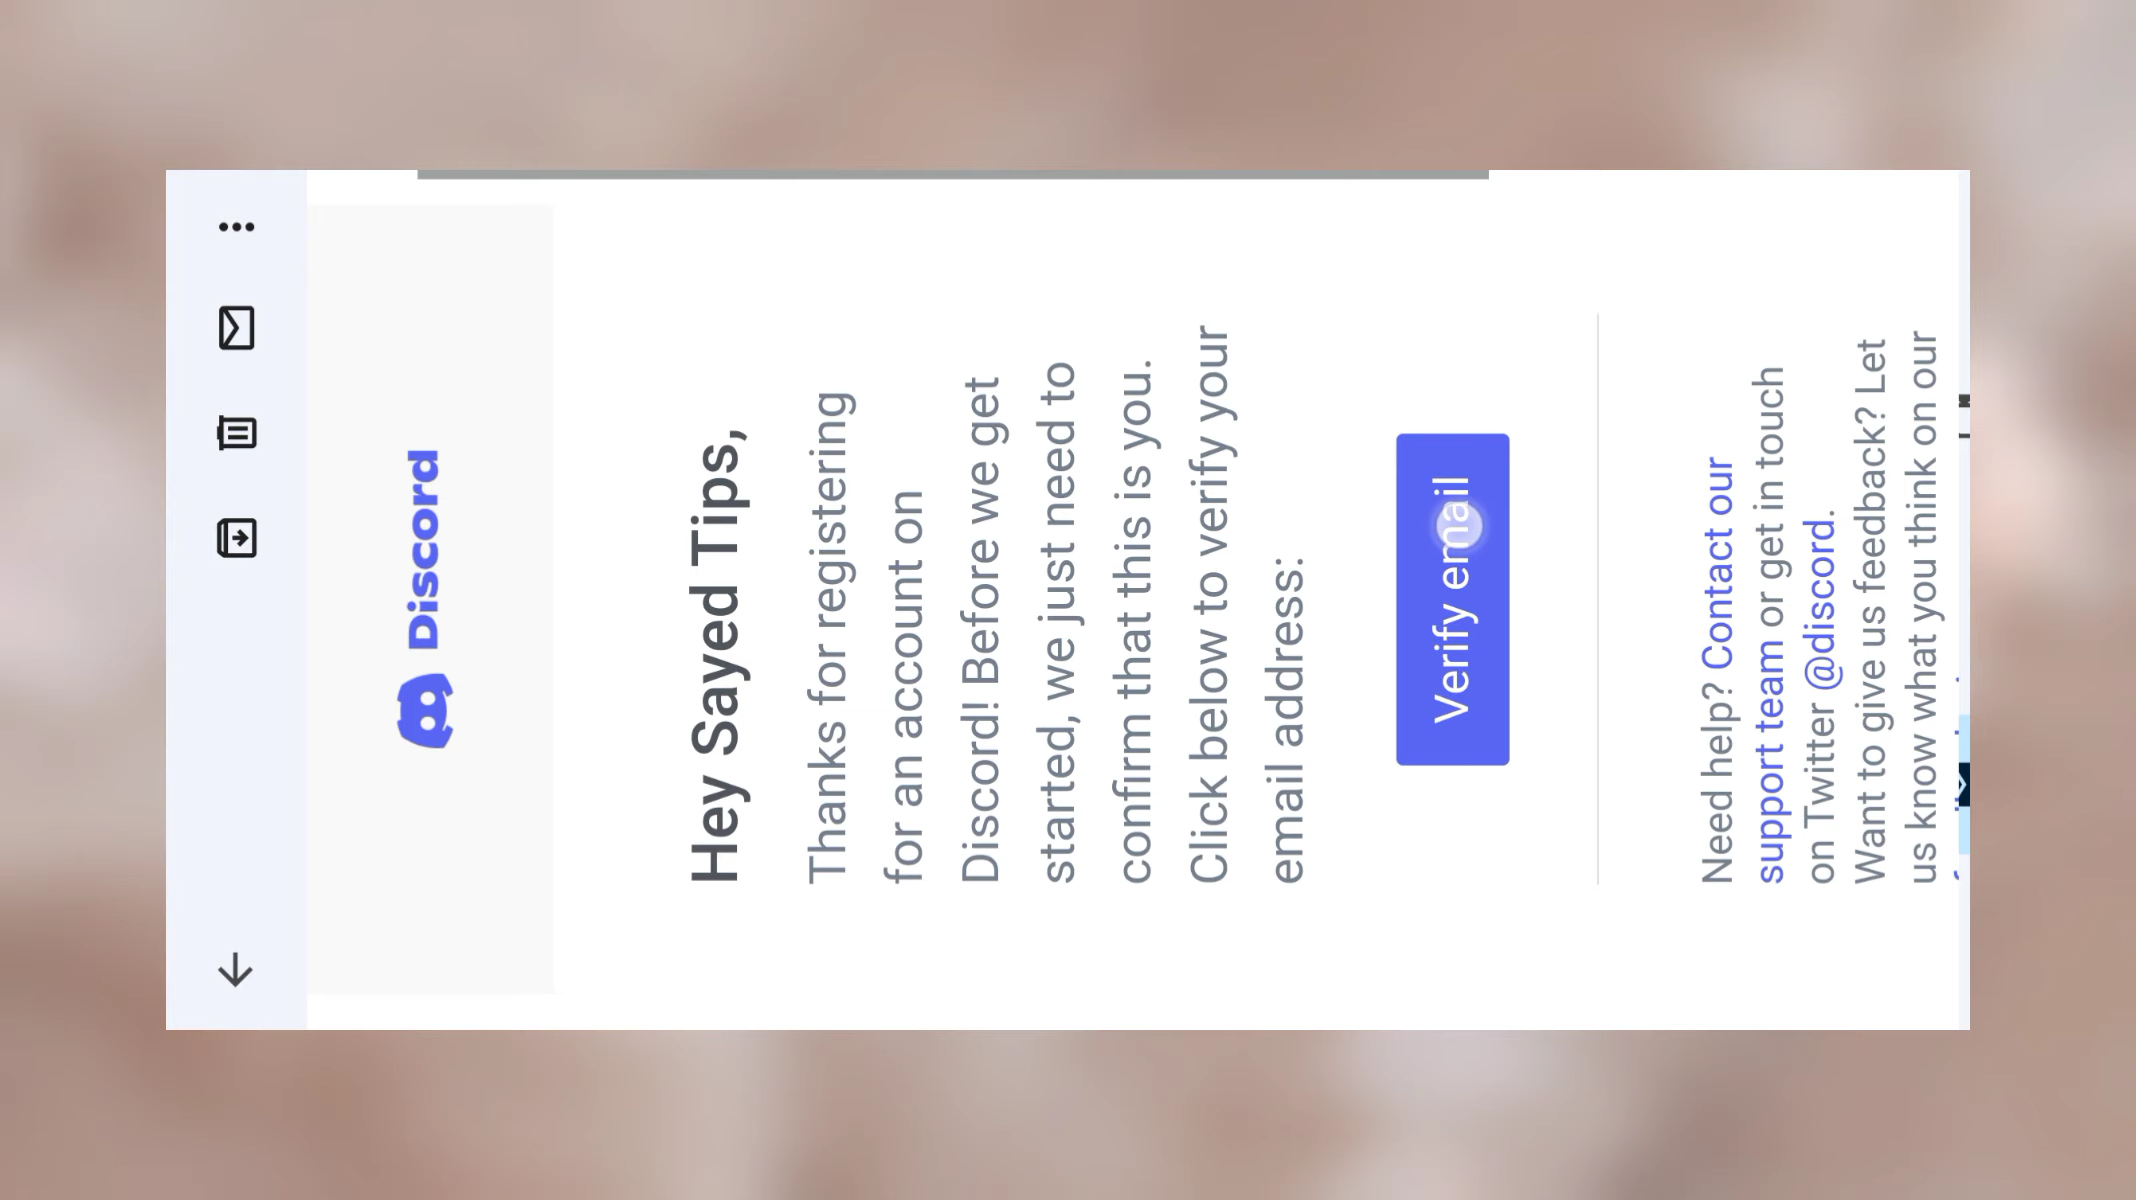 Discord
Hey Sayed Tips,
Thanks for registering
for an account on
Discord! Before we get
started, we just need to
confirm that this is you.
Click below to verify your
email address:
Verify email
Need help? Contact our
support team or get in touch
on Twitter @discord.
Want to give us feedback? Let
us know what you think on our